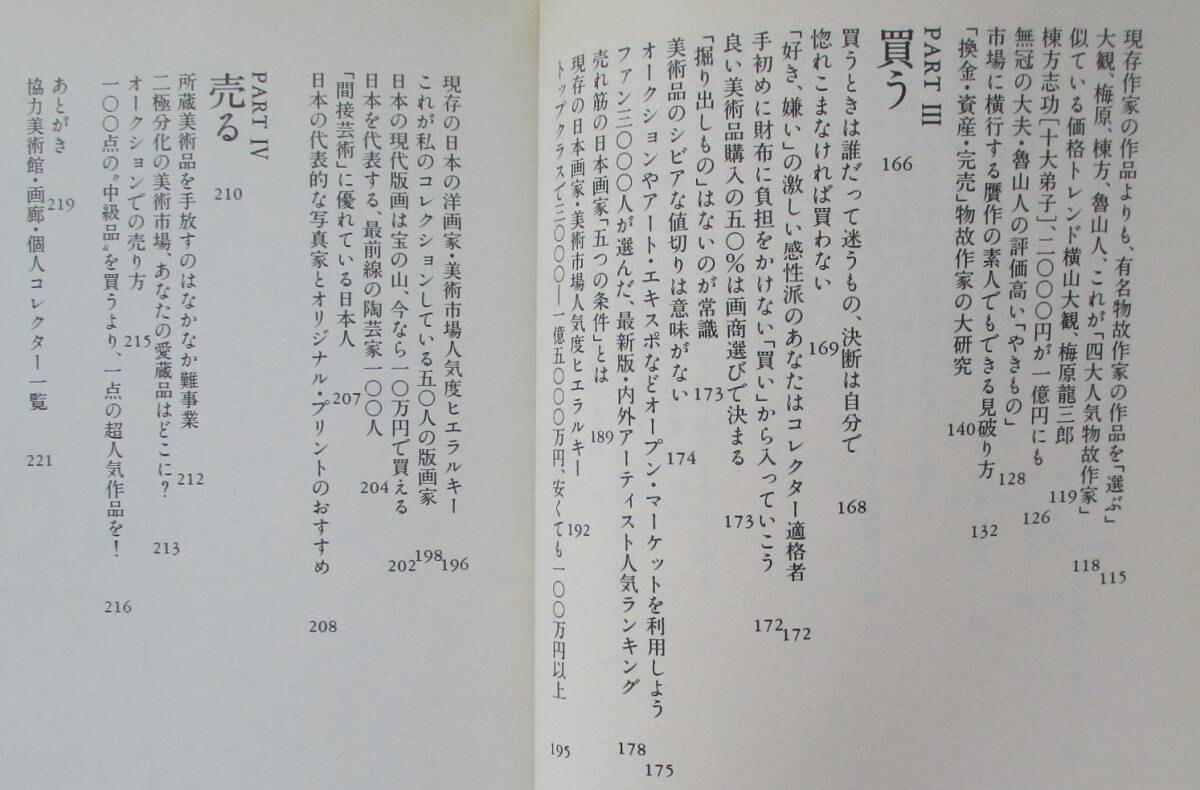 現存作家の作品よりも、有名物故作家の作品を「選ぶ」 115
大観、梅原、棟方、魯山人、これが「四大人気物故作家」 118
似ている価格トレンド横山大観、梅原龍三郎 119
棟方志功[十大弟子]、二〇〇〇円が一億円にも 126
無冠の大夫・魯山人の評価高い「やきもの」 128
市場に横行する贋作の素人でもできる見破り方 132
「換金・資産・完売」物故作家の大研究 140
PART III
買う 166
買うときは誰だって迷うもの、決断は自分で 168
惚れこまなければ買わない 169
「好き、嫌い」の激しい感性派のあなたはコレクター適格者 172
手初めに財布に負担をかけない「買い」から入っていこう 172
良い美術品購入の五〇%は画商選びで決まる 173
「掘り出しもの」はないのが常識 173
美術品のシビアな値切りは意味がない 174
オークションやアート・エキスポなどオープン・マーケットを利用しよう 175
ファン三〇〇〇人が選んだ、最新版・内外アーティスト人気ランキング 178
売れ筋の日本画家「五つの条件」とは 189
現存の日本画家・美術市場人気度ヒエラルキー 192
トップクラスで三〇〇〇—一億五〇〇〇万円、安くても一〇〇万円以上 195
現存の日本の洋画家・美術市場人気度ヒエラルキー 196
これが私のコレクションしている五〇人の版画家 198
日本の現代版画は宝の山、今なら一〇万円で買える 202
日本を代表する、最前線の陶芸家一〇〇人 204
「間接芸術」に優れている日本人 207
日本の代表的な写真家とオリジナル・プリントのおすすめ 208
PART IV
売る 210
所蔵美術品を手放すのはなかなか難事業 212
二極分化の美術市場、あなたの愛蔵品はどこに? 213
オークションでの売り方 215
一〇〇点の〝中級品〟を買うより、一点の超人気作品を! 216
あとがき 219
協力美術館・画廊・個人コレクター一覧 221